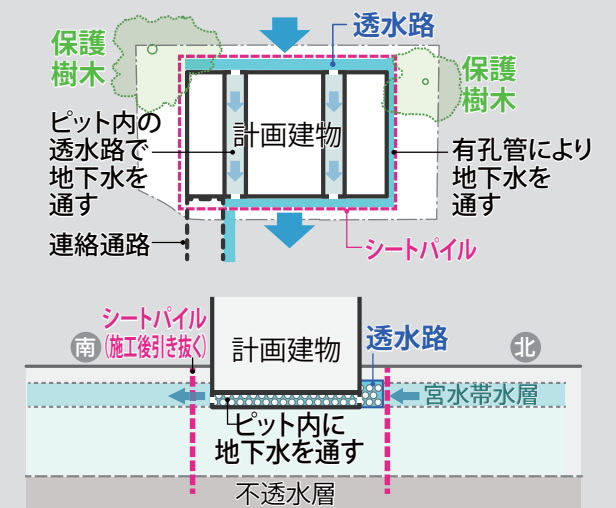 透水路
保護
樹木
保護
樹木
ピット内の
透水路で
地下水を
通す
計画建物
有孔管により
地下水を
通す
連絡通路
シートパイル
シートパイル
(施工後引き抜く)
南
計画建物
透水路
北
宮水帯水層
ピット内に
地下水を通す
不透水層